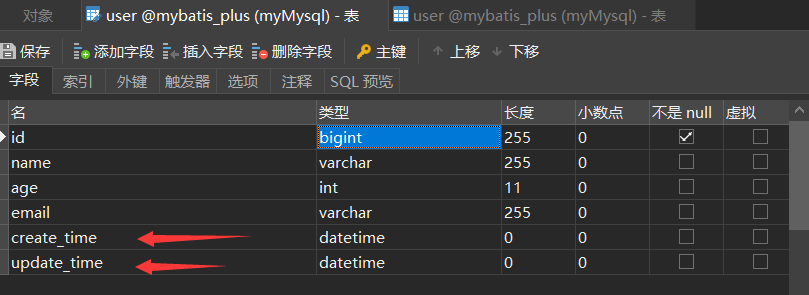 对象 user @mybatis_plus (myMysql) - 表 user @mybatis_plus (myMysql) - 表
保存 添加字段 插入字段 删除字段 主键 上移 下移
字段 索引 外键 触发器 选项 注释 SQL 预览
名 类型 长度 小数点 不是 null 虚拟
id bigint 255 0
name varchar 255 0
age int 11 0
email varchar 255 0
create_time datetime 0 0
update_time datetime 0 0